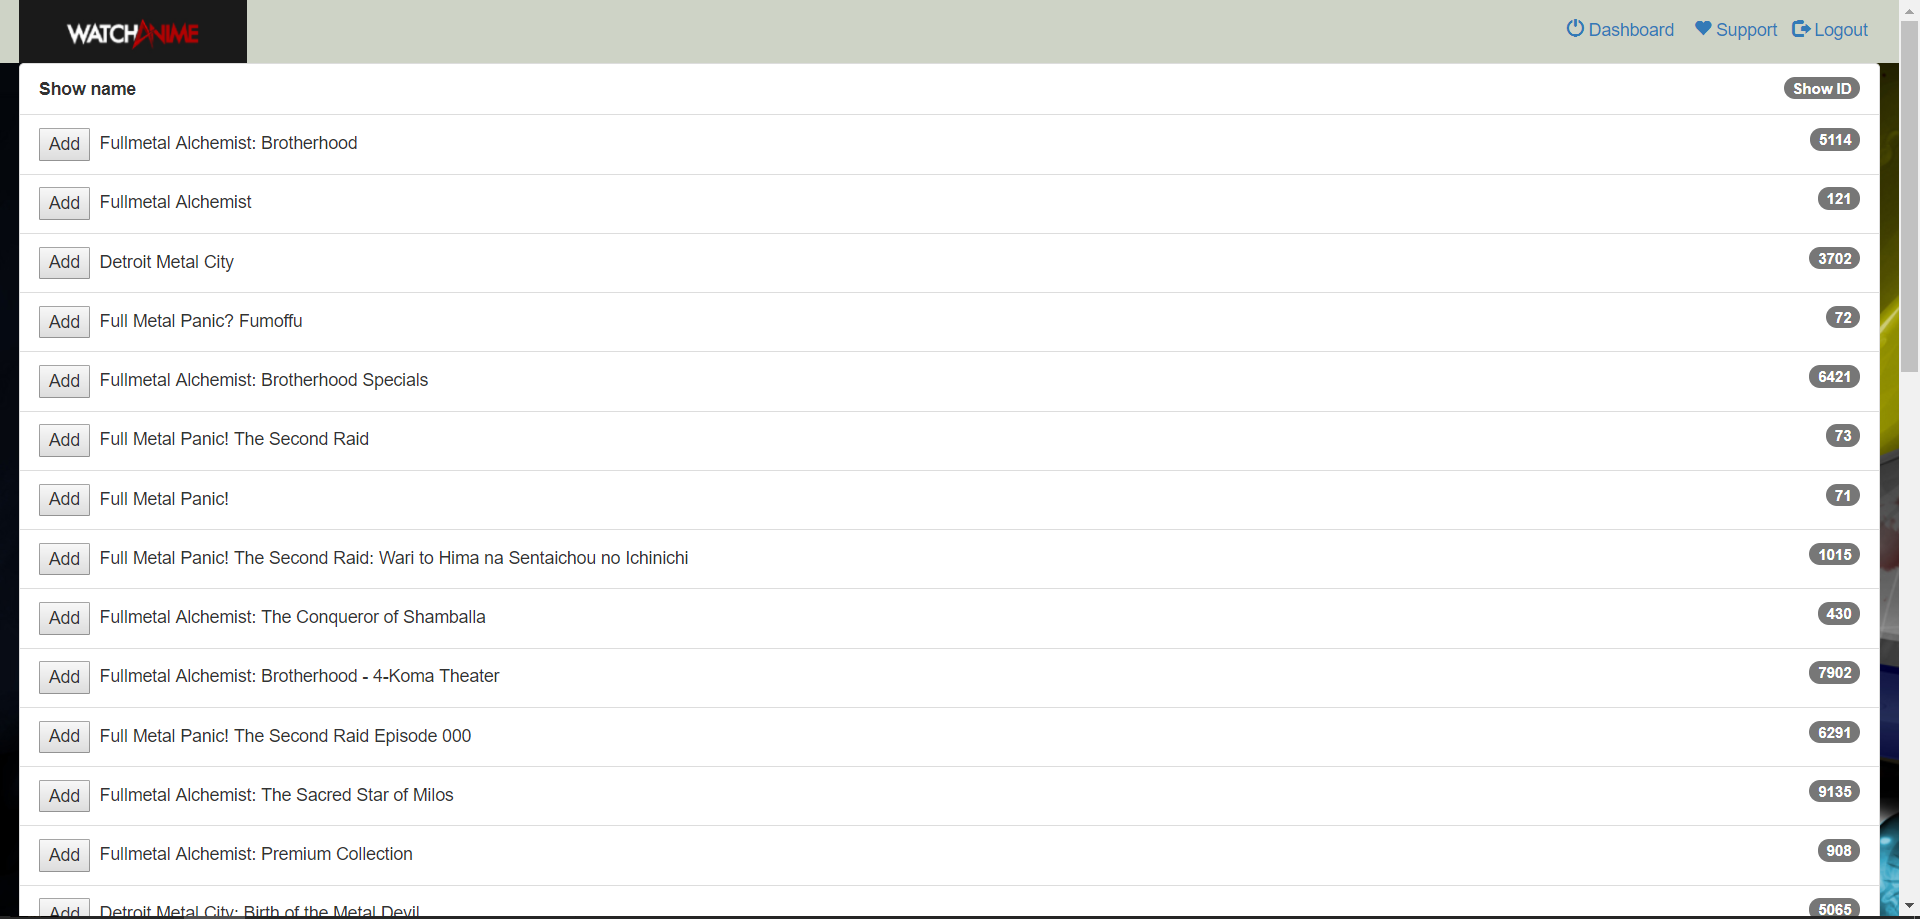 WATCHANIME
Dashboard Support Logout
Show name Show ID
Add Fullmetal Alchemist: Brotherhood 5114
Add Fullmetal Alchemist 121
Add Detroit Metal City 3702
Add Full Metal Panic? Fumoffu 72
Add Fullmetal Alchemist: Brotherhood Specials 6421
Add Full Metal Panic! The Second Raid 73
Add Full Metal Panic! 71
Add Full Metal Panic! The Second Raid: Wari to Hima na Sentaichou no Ichinichi 1015
Add Fullmetal Alchemist: The Conqueror of Shamballa 430
Add Fullmetal Alchemist: Brotherhood - 4-Koma Theater 7902
Add Full Metal Panic! The Second Raid Episode 000 6291
Add Fullmetal Alchemist: The Sacred Star of Milos 9135
Add Fullmetal Alchemist: Premium Collection 908
Add Detroit Metal City: Birth of the Metal Devil 5065